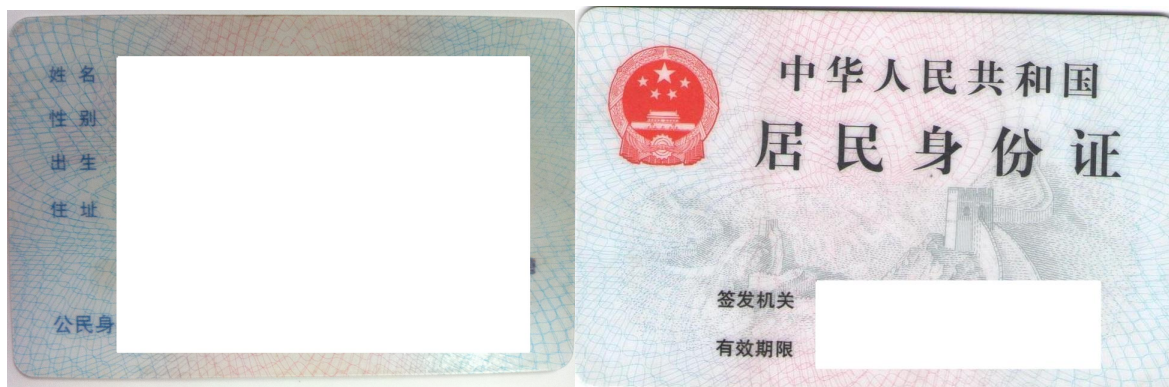 姓名
性别
出生
住址
公民身
中华人民共和国
居民身份证
签发机关
有效期限